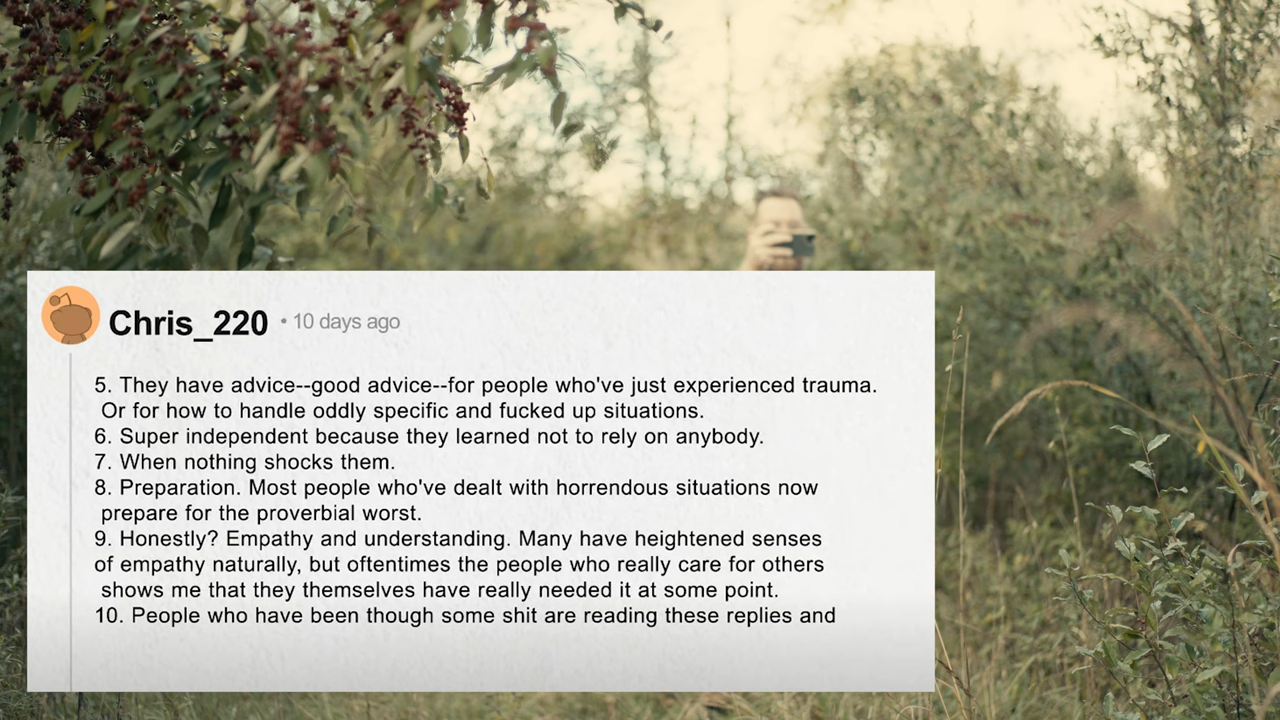 Chris_220 • 10 days ago
5. They have advice--good advice--for people who've just experienced trauma.
Or for how to handle oddly specific and fucked up situations.
6. Super independent because they learned not to rely on anybody.
7. When nothing shocks them.
8. Preparation. Most people who've dealt with horrendous situations now
prepare for the proverbial worst.
9. Honestly? Empathy and understanding. Many have heightened senses
of empathy naturally, but oftentimes the people who really care for others
shows me that they themselves have really needed it at some point.
10. People who have been though some shit are reading these replies and